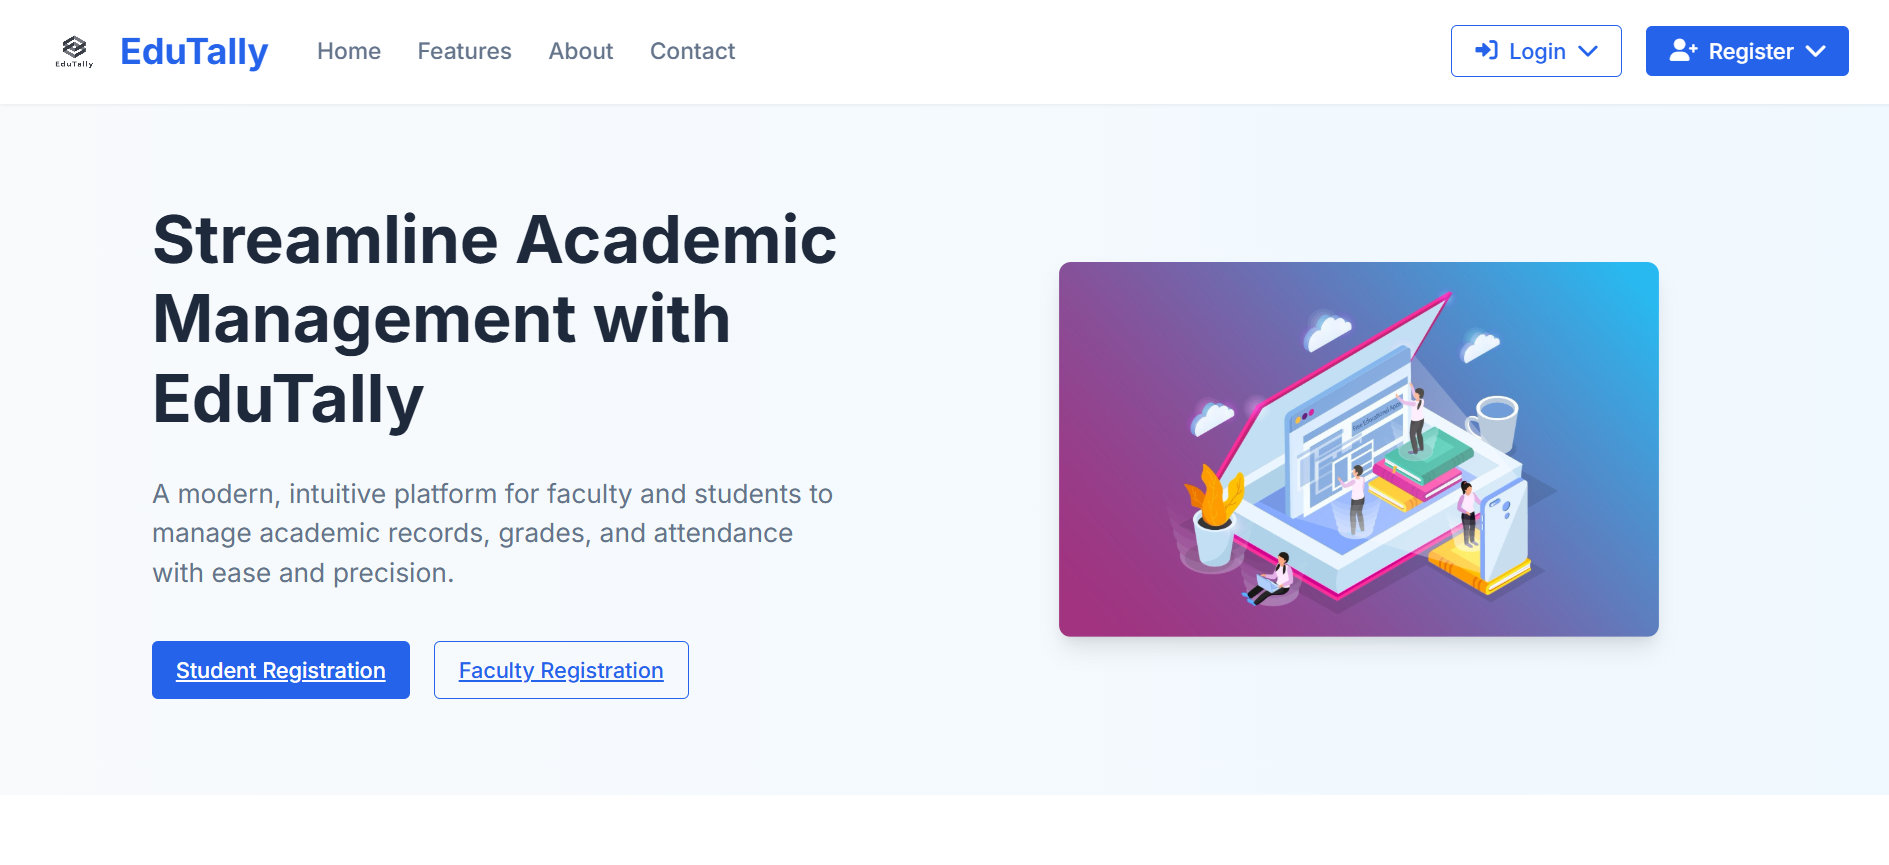 EduTally
EduTally
Home
Features
About
Contact
Login
Register
Streamline Academic
Management with
EduTally
A modern, intuitive platform for faculty and students to
manage academic records, grades, and attendance
with ease and precision.
Student Registration
Faculty Registration